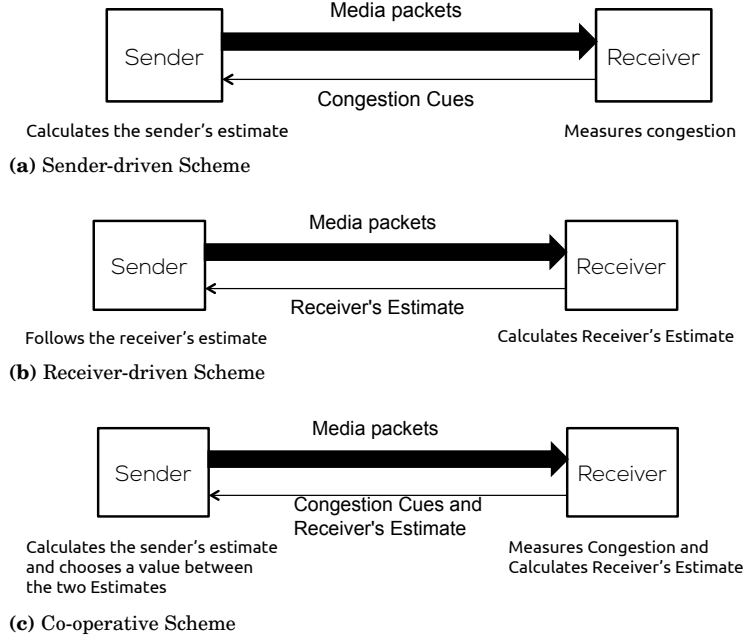 Media packets
Sender
Receiver
Congestion Cues
Calculates the sender's estimate
Measures congestion
(a) Sender-driven Scheme
Media packets
Sender
Receiver
Receiver's Estimate
Follows the receiver's estimate
Calculates Receiver's Estimate
(b) Receiver-driven Scheme
Media packets
Sender
Receiver
Congestion Cues and
Receiver's Estimate
Calculates the sender's estimate
and chooses a value between
the two Estimates
Measures Congestion and
Calculates Receiver's Estimate
(c) Co-operative Scheme